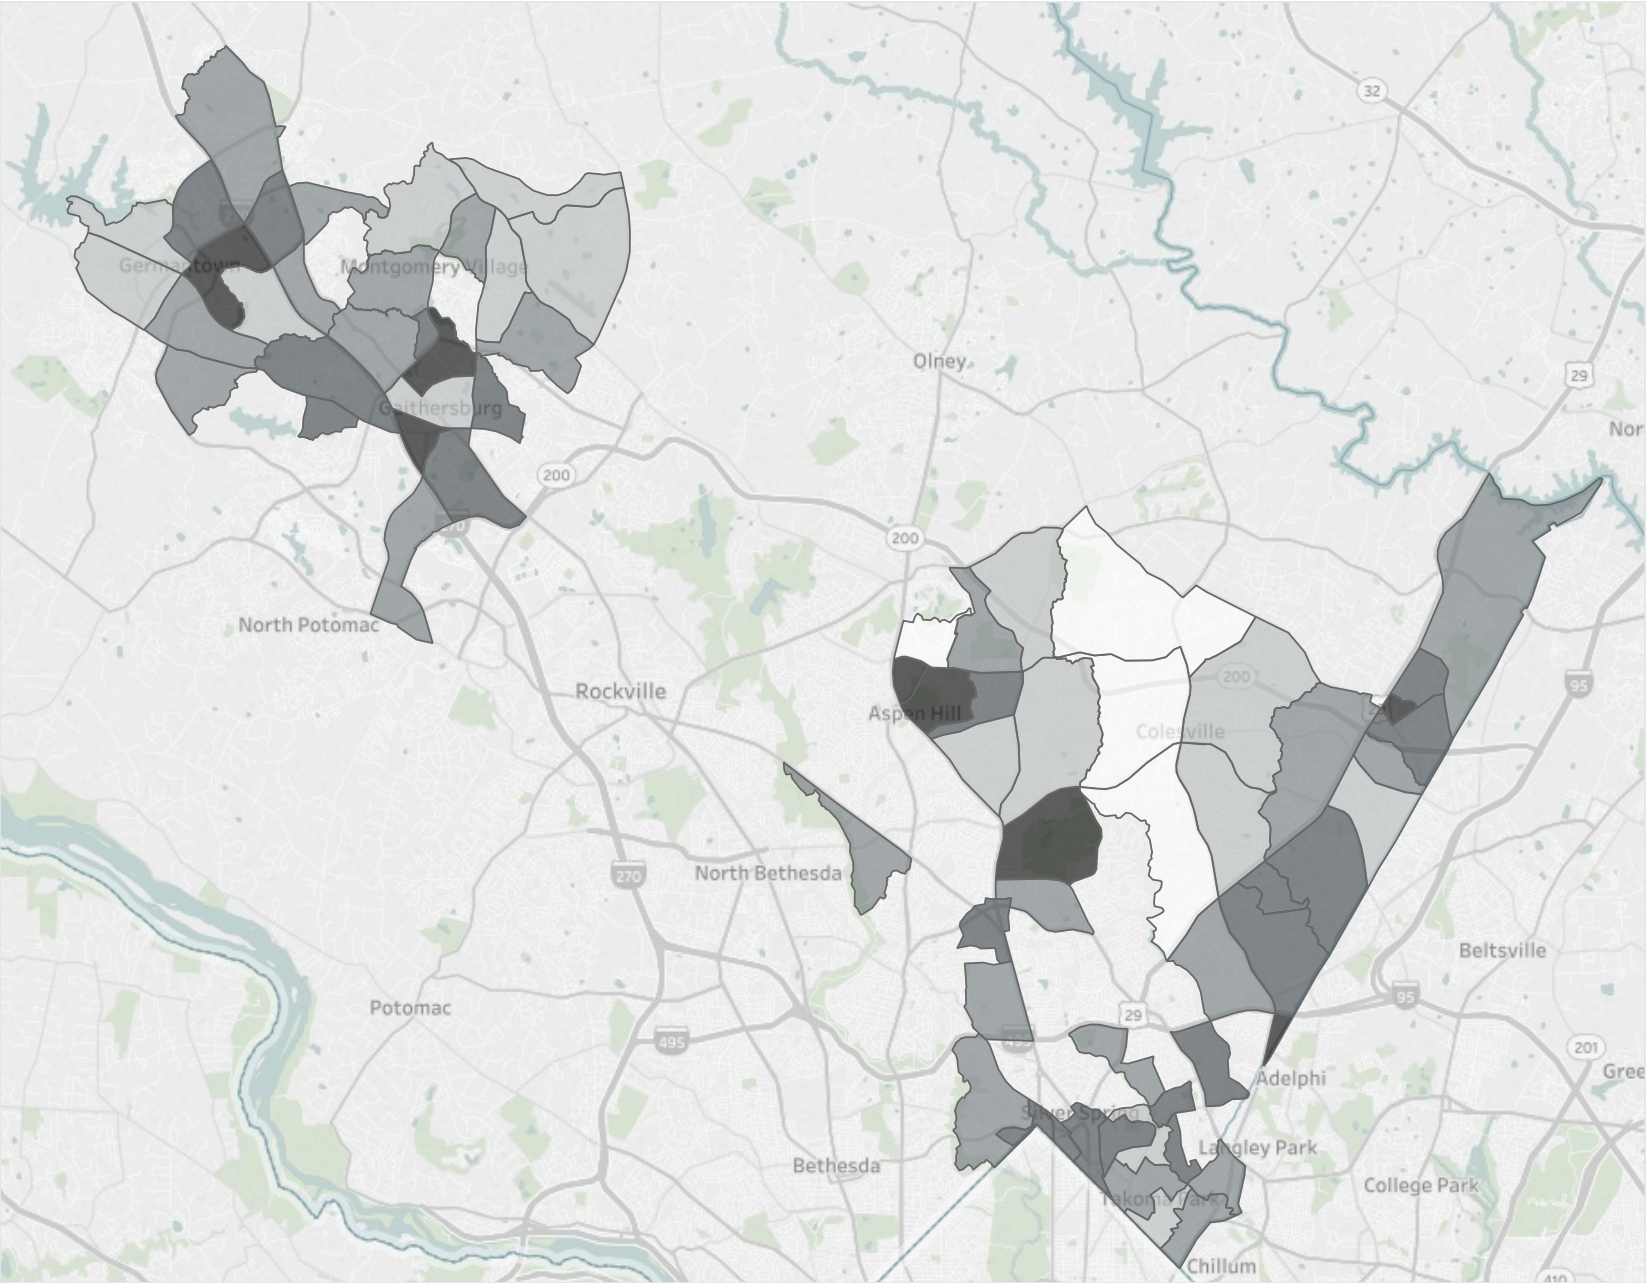 32
Germantown
Montgomery Village
Olney
29
Gaithersburg
Nor
200
270
200
North Potomac
Rockville
200
95
Aspen Hill
Colesville
North Bethesda
270
Beltsville
Potomac
95
29
495
495
201
Adelphi
Gree
Silver Spring
Langley Park
Bethesda
College Park
Takoma Park
Chillum
410